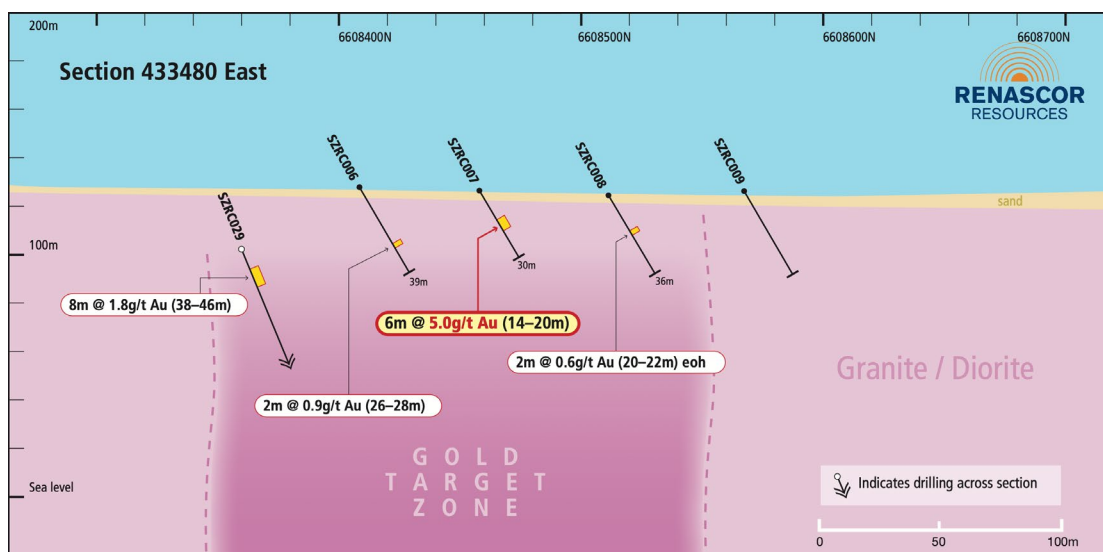 200m
6608400N
6608500N
6608600N
6608700N
Section 433480 East
RENASCOR
RESOURCES
SZRC006
SZRC007
SZRC008
SZRC009
SZRC029
sand
100m
39m
30m
36m
8m @ 1.8g/t Au (38–46m)
6m @ 5.0g/t Au (14–20m)
2m @ 0.6g/t Au (20–22m) eoh
2m @ 0.9g/t Au (26–28m)
Granite / Diorite
GOLD
TARGET
ZONE
Sea level
Indicates drilling across section
0
50
100m